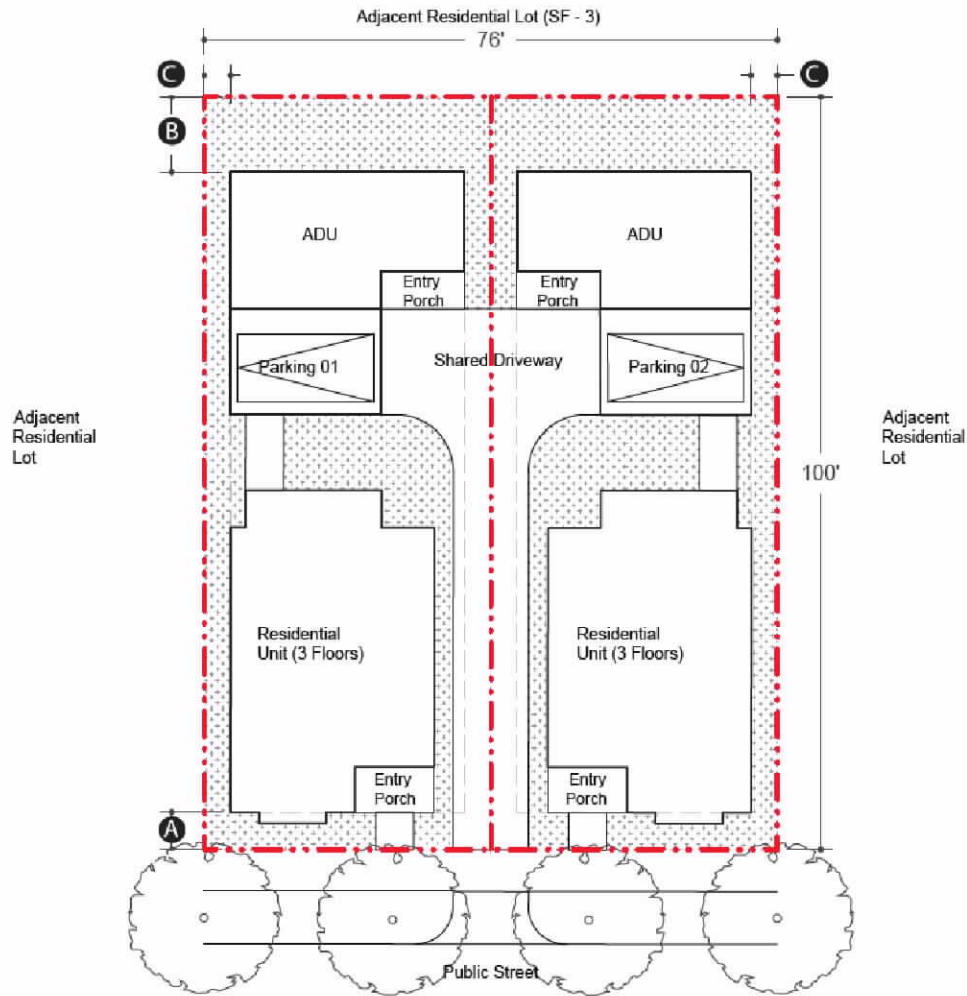 Adjacent Residential Lot (SF - 3)
76'
C
C
B
ADU
ADU
Entry
Porch
Entry
Porch
Parking 01
Shared Driveway
Parking 02
Adjacent
Residential
Lot
Adjacent
Residential
Lot
100'
Residential
Unit (3 Floors)
Residential
Unit (3 Floors)
Entry
Porch
Entry
Porch
A
Public Street